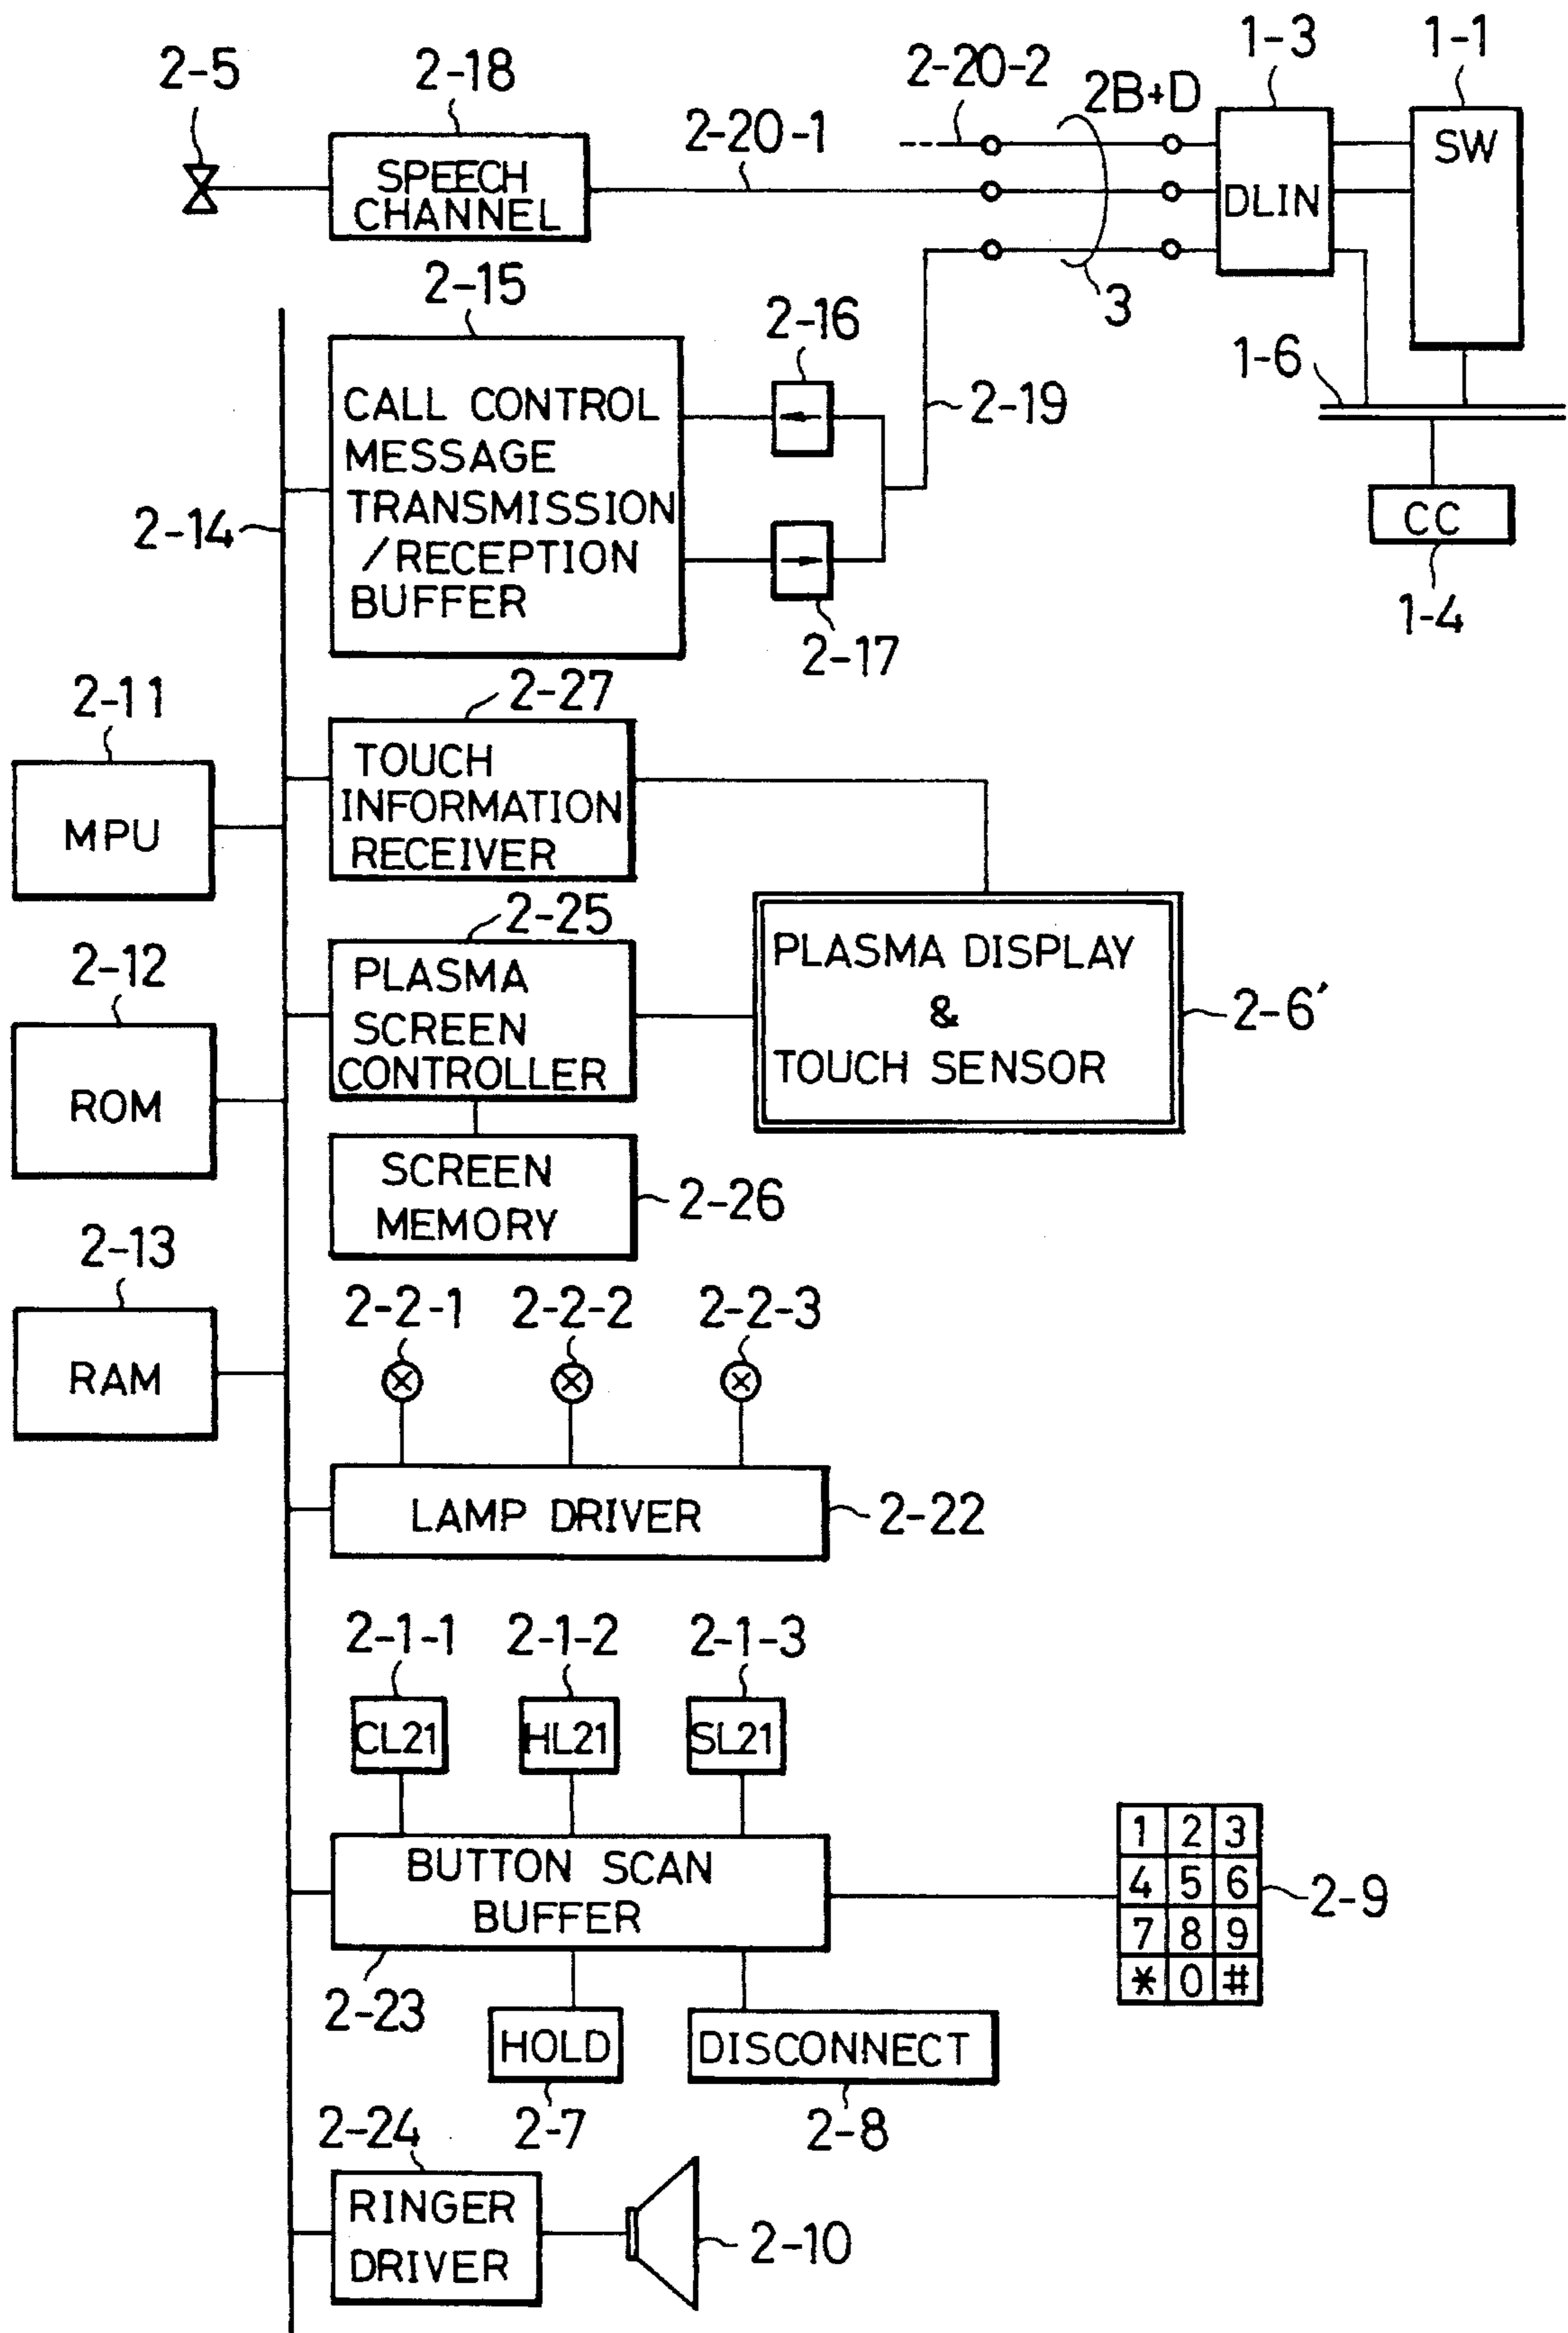 2-5
2-18
2-20-2
2B+D
1-3
1-1
SPEECH
CHANNEL
2-20-1
DLIN
SW
3
2-15
2-16
2-19
1-6
CALL CONTROL
MESSAGE
TRANSMISSION
/RECEPTION
BUFFER
2-14
2-17
CC
1-4
2-11
MPU
2-27
TOUCH
INFORMATION
RECEIVER
2-12
ROM
2-25
PLASMA
SCREEN
CONTROLLER
PLASMA DISPLAY
&
TOUCH SENSOR
2-6'
SCREEN
MEMORY
2-26
2-13
RAM
2-2-1
2-2-2
2-2-3
LAMP DRIVER
2-22
2-1-1
2-1-2
2-1-3
CL21
HL21
SL21
BUTTON SCAN
BUFFER
1 2 3
4 5 6
7 8 9
* 0 #
2-9
2-23
HOLD
DISCONNECT
2-7
2-8
2-24
RINGER
DRIVER
2-10